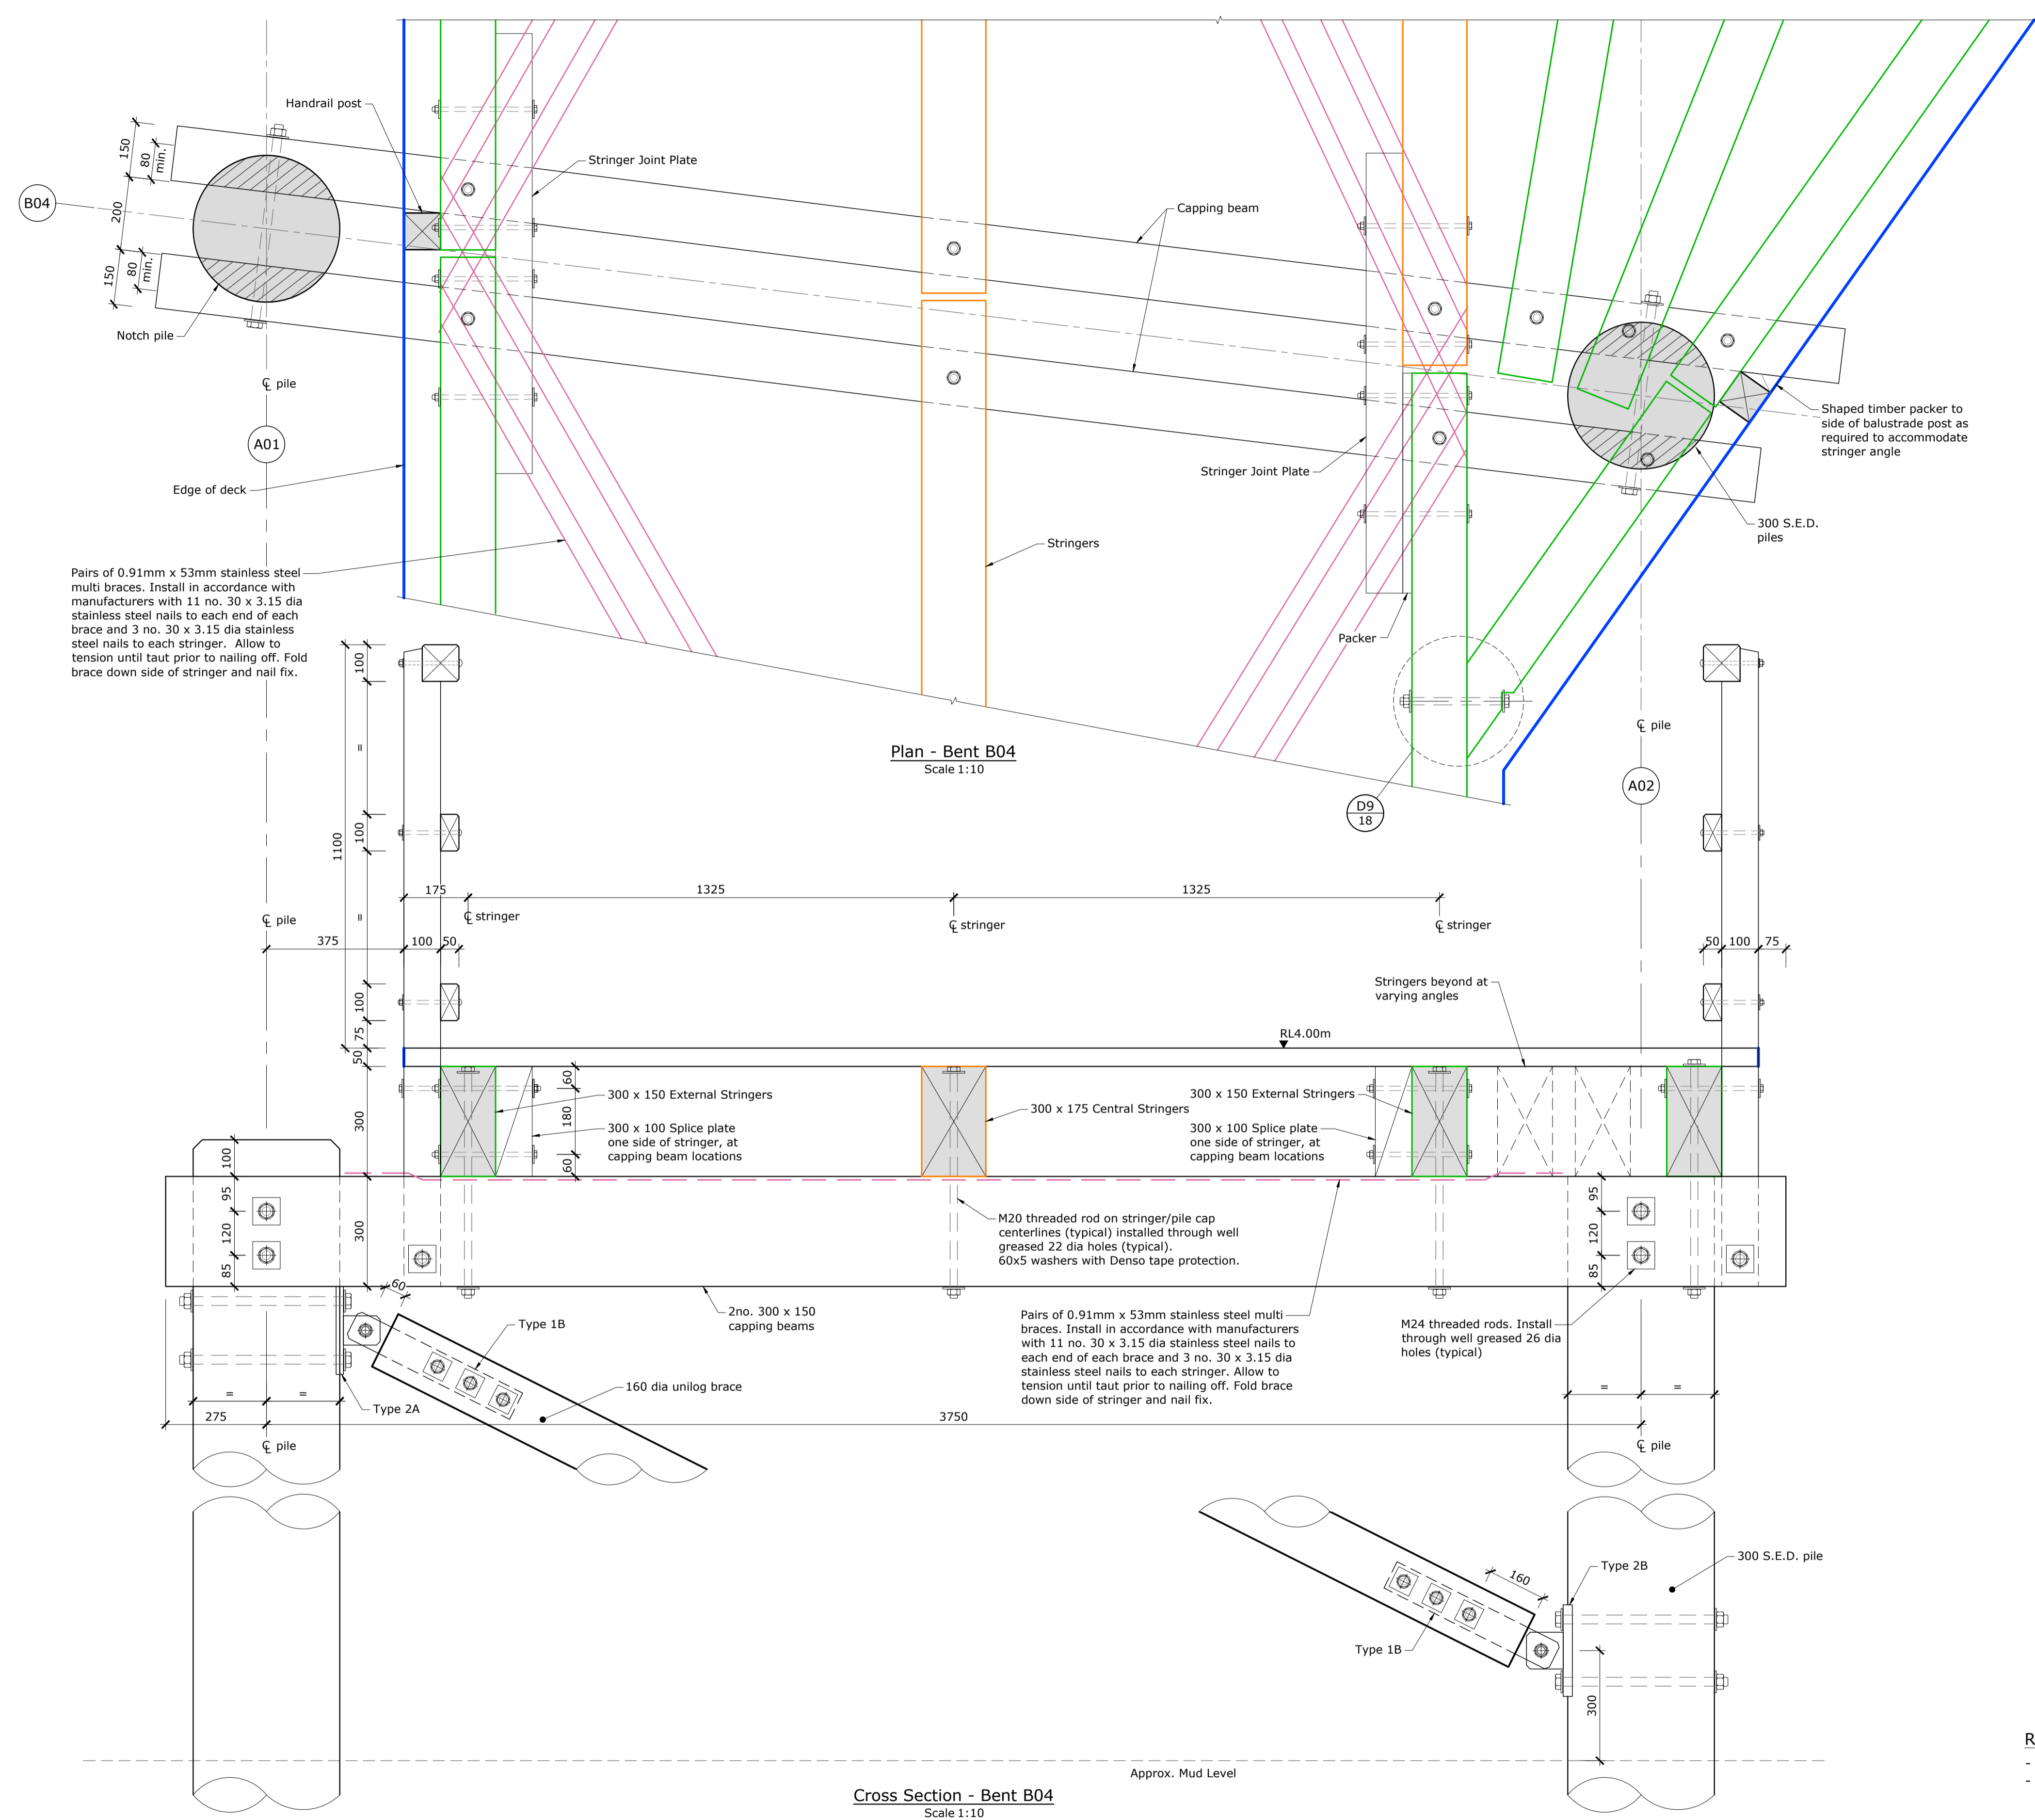 Handrail post
150
80
min.
Stringer Joint Plate
B04
200
Capping beam
150
80
min.
Notch pile
℄ pile
A01
Shaped timber packer to
side of balustrade post as
required to accommodate
stringer angle
Stringer Joint Plate
Edge of deck
300 S.E.D.
piles
Stringers
Pairs of 0.91mm x 53mm stainless steel
multi braces. Install in accordance with
manufacturers with 11 no. 30 x 3.15 dia
stainless steel nails to each end of each
brace and 3 no. 30 x 3.15 dia stainless
steel nails to each stringer. Allow to
tension until taut prior to nailing off. Fold
brace down side of stringer and nail fix.
Packer
℄ pile
A02
D9
18
Plan - Bent B04
Scale 1:10
100
=
1100
100
=
175
1325
1325
℄ stringer
℄ stringer
℄ stringer
℄ pile
375
100
50
50
100
75
Stringers beyond at
varying angles
100
75
50
RL4.00m
300
60
180
60
300 x 150 External Stringers
300 x 100 Splice plate
one side of stringer, at
capping beam locations
300 x 175 Central Stringers
300 x 150 External Stringers
300 x 100 Splice plate
one side of stringer, at
capping beam locations
100
95
120
85
300
95
120
85
M20 threaded rod on stringer/pile cap
centerlines (typical) installed through well
greased 22 dia holes (typical).
60x5 washers with Denso tape protection.
60
2no. 300 x 150
capping beams
Type 1B
Pairs of 0.91mm x 53mm stainless steel multi
braces. Install in accordance with manufacturers
with 11 no. 30 x 3.15 dia stainless steel nails to
each end of each brace and 3 no. 30 x 3.15 dia
stainless steel nails to each stringer. Allow to
tension until taut prior to nailing off. Fold brace
down side of stringer and nail fix.
M24 threaded rods. Install
through well greased 26 dia
holes (typical)
160 dia unilog brace
=
=
=
=
Type 2A
275
3750
℄ pile
℄ pile
Type 2B
300 S.E.D. pile
160
Type 1B
300
Approx. Mud Level
Cross Section - Bent B04
Scale 1:10
R
-
-